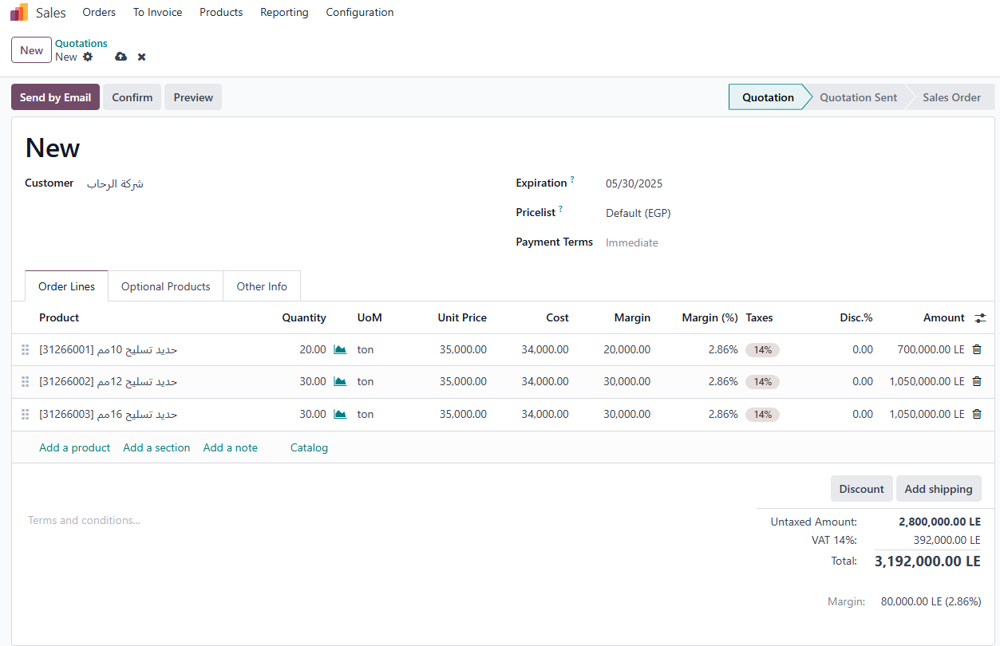 Sales Orders To Invoice Products Reporting Configuration
New Quotations
New
Send by Email Confirm Preview Quotation Quotation Sent Sales Order
New
Customer شركة الرحاب Expiration ? 05/30/2025
Pricelist ? Default (EGP)
Payment Terms Immediate
Order Lines Optional Products Other Info
Product Quantity UoM Unit Price Cost Margin Margin (%) Taxes Disc.% Amount
[31266001] حديد تسليح 10مم 20.00 ton 35,000.00 34,000.00 20,000.00 2.86% 14% 0.00 700,000.00 LE
[31266002] حديد تسليح 12مم 30.00 ton 35,000.00 34,000.00 30,000.00 2.86% 14% 0.00 1,050,000.00 LE
[31266003] حديد تسليح 16مم 30.00 ton 35,000.00 34,000.00 30,000.00 2.86% 14% 0.00 1,050,000.00 LE
Add a product Add a section Add a note Catalog
Discount Add shipping
Terms and conditions... Untaxed Amount: 2,800,000.00 LE
VAT 14%: 392,000.00 LE
Total: 3,192,000.00 LE
Margin: 80,000.00 LE (2.86%)